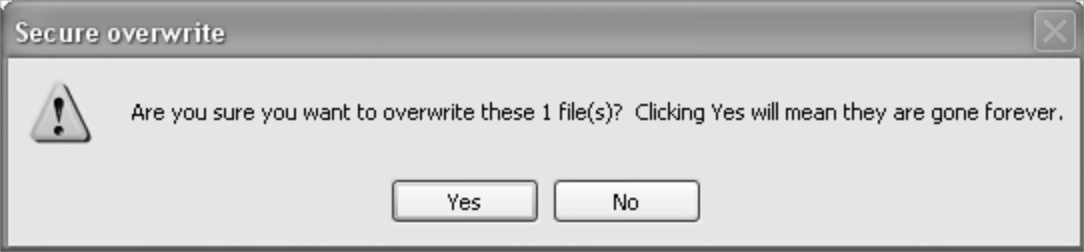 Secure overwrite
Are you sure you want to overwrite these 1 file(s)?  Clicking Yes will mean they are gone forever.
Yes
No